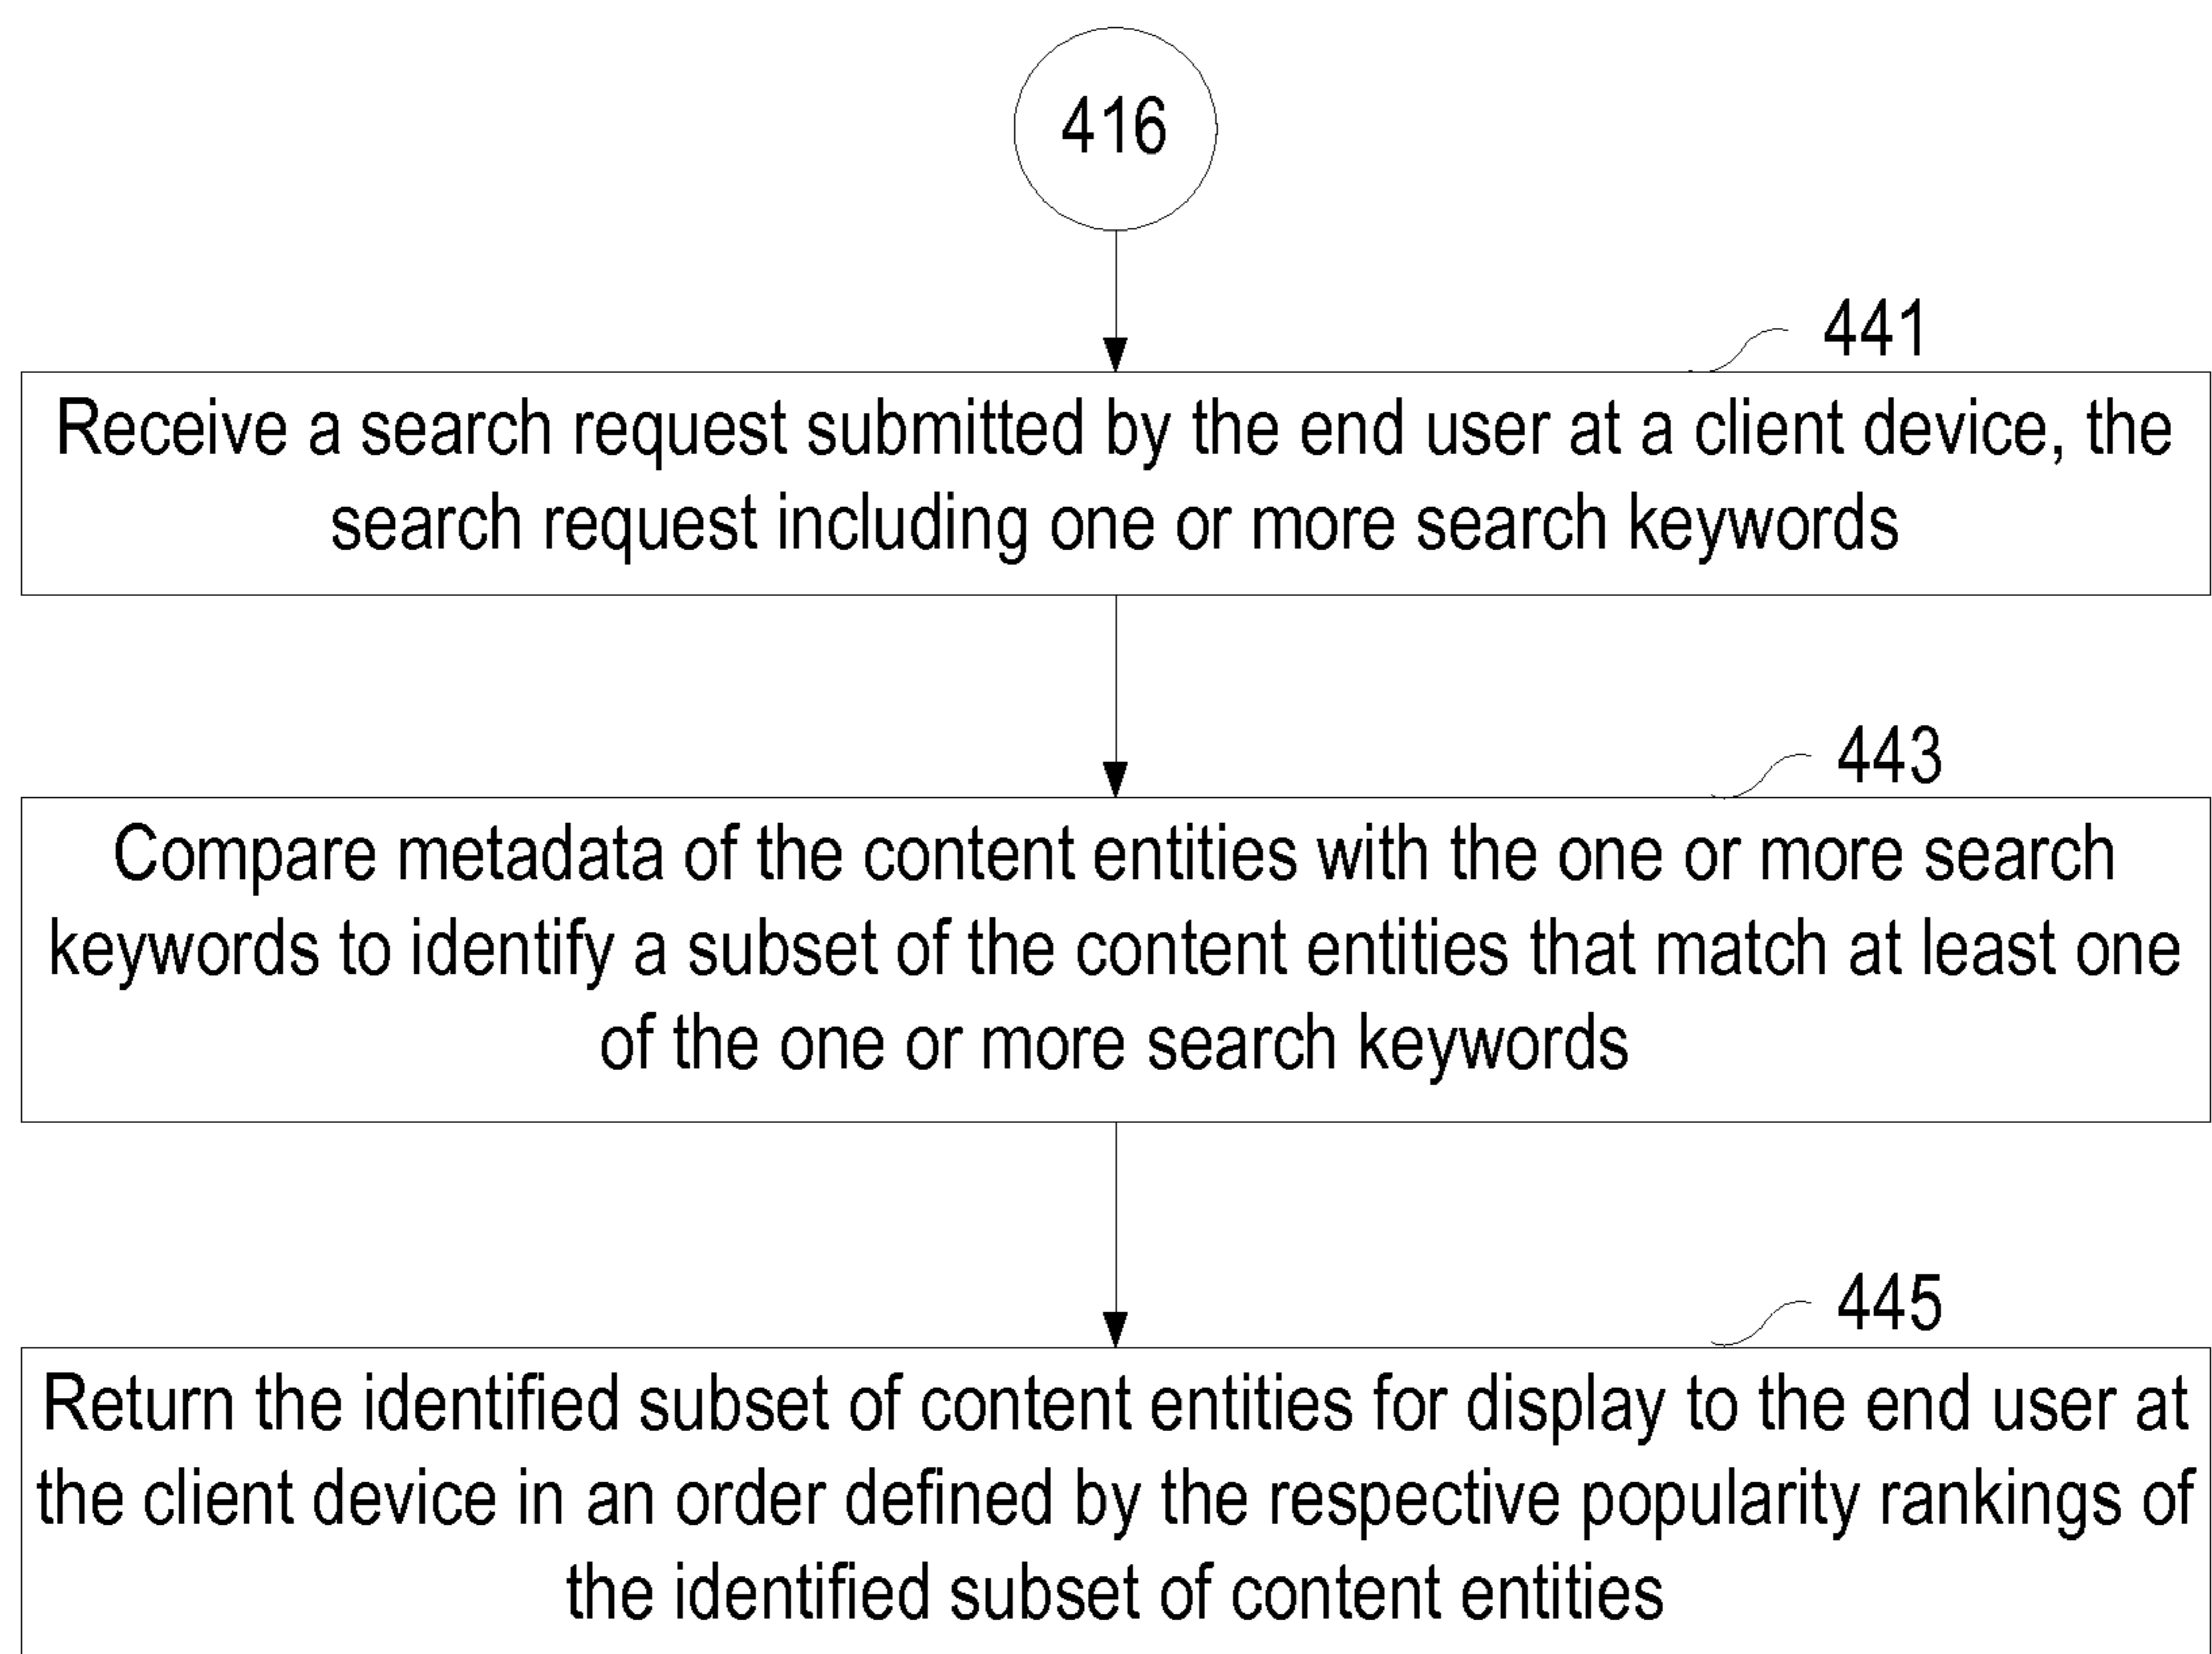 416
441
Receive a search request submitted by the end user at a client device, the
search request including one or more search keywords
443
Compare metadata of the content entities with the one or more search
keywords to identify a subset of the content entities that match at least one
of the one or more search keywords
445
Return the identified subset of content entities for display to the end user at
the client device in an order defined by the respective popularity rankings of
the identified subset of content entities